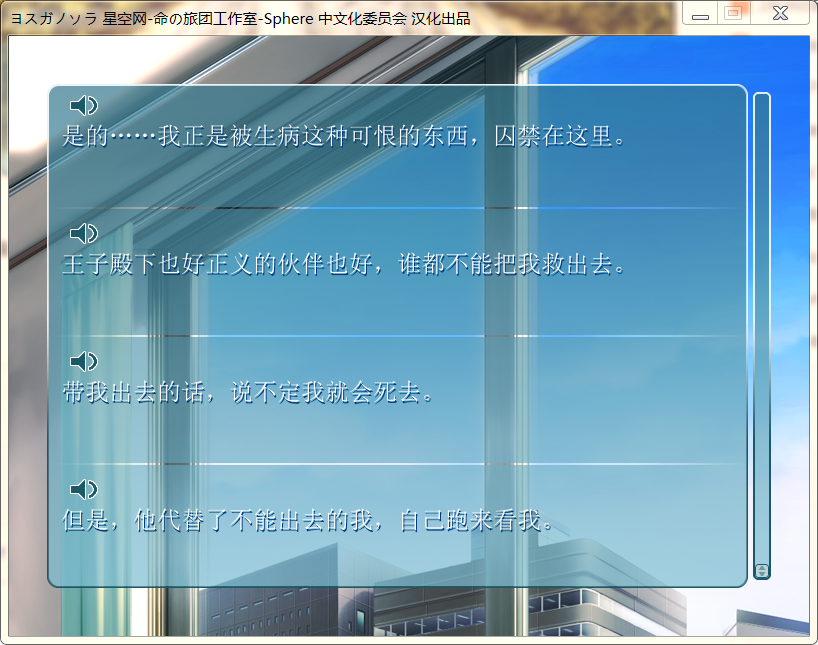 ヨスガノソラ 星空网-命の旅团工作室-Sphere 中文化委员会 汉化出品
是的……我正是被生病这种可恨的东西，囚禁在这里。
王子殿下也好正义的伙伴也好，谁都不能把我救出去。
带我出去的话，说不定我就会死去。
但是，他代替了不能出去的我，自己跑来看我。